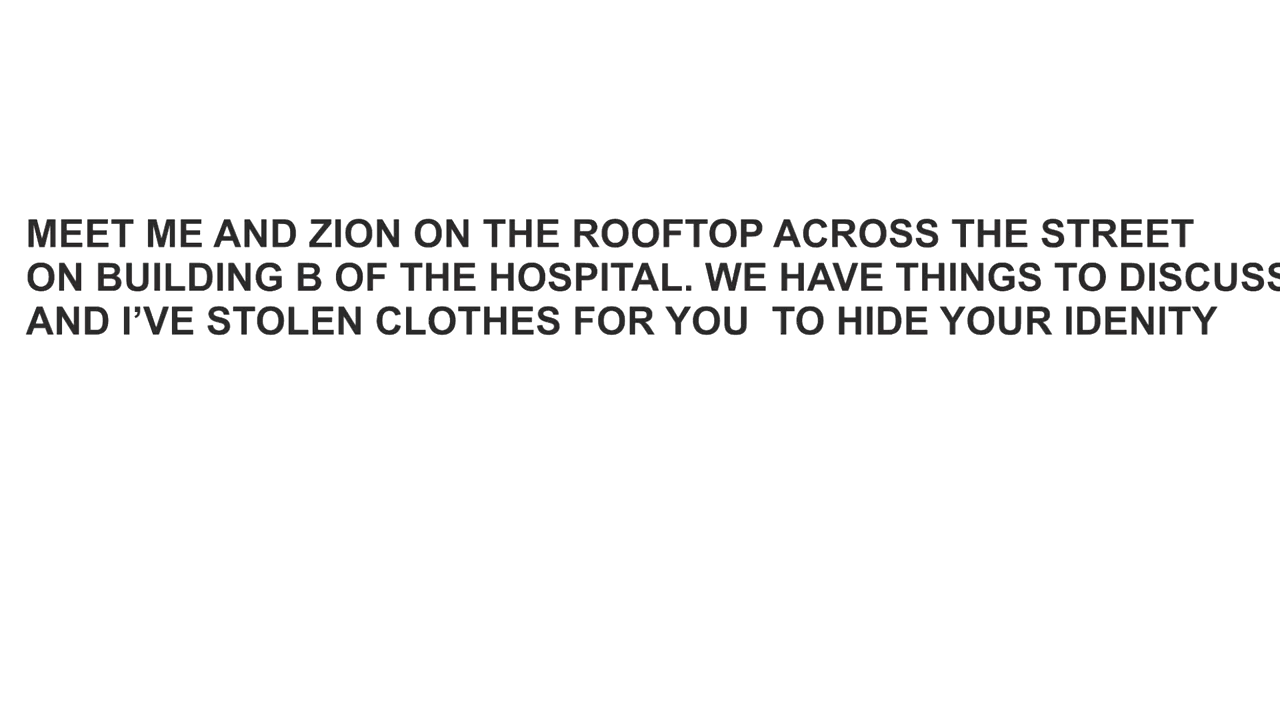 MEET ME AND ZION ON THE ROOFTOP ACROSS THE STREET
ON BUILDING B OF THE HOSPITAL. WE HAVE THINGS TO DISCUSS
AND I’VE STOLEN CLOTHES FOR YOU  TO HIDE YOUR IDENITY